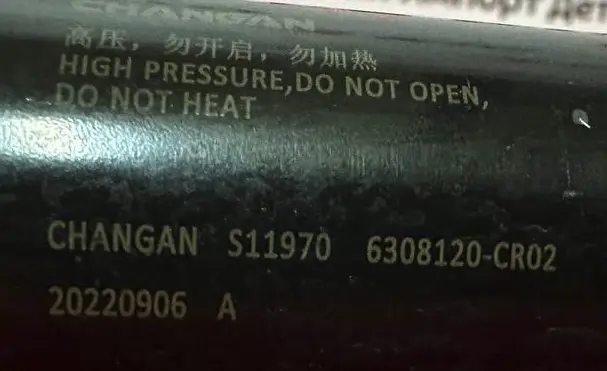 CHANGAN
高压，勿开启，勿加热
HIGH PRESSURE,DO NOT OPEN,
DO NOT HEAT
CHANGAN S11970 6308120-CR02
20220906 A